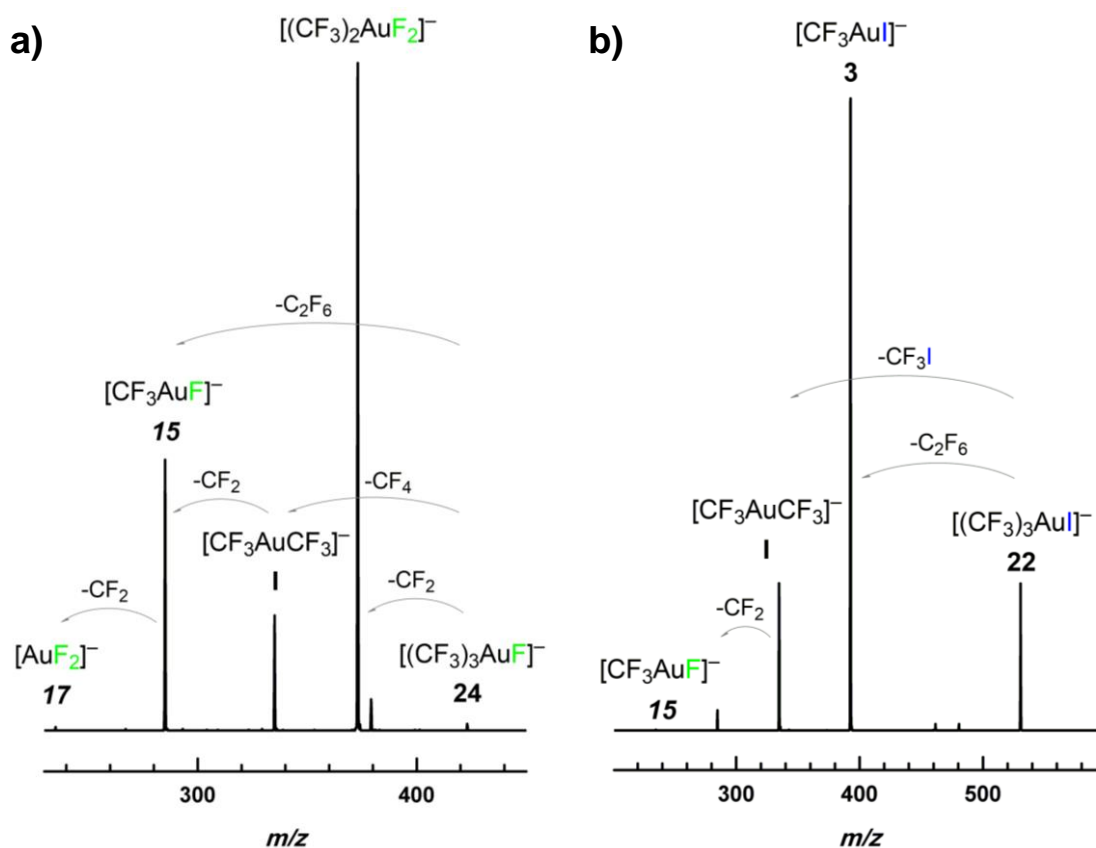 a)
[(CF₃)₂AuF₂]⁻
-C₂F₆
[CF₃AuF]⁻
15
-CF₂
-CF₄
[CF₃AuCF₃]⁻
I
-CF₂
-CF₂
[AuF₂]⁻
17
[(CF₃)₃AuF]⁻
24
300
400
m/z
b)
[CF₃AuI]⁻
3
-CF₃I
-C₂F₆
[CF₃AuCF₃]⁻
I
[(CF₃)₃AuI]⁻
22
-CF₂
[CF₃AuF]⁻
15
300
400
500
m/z